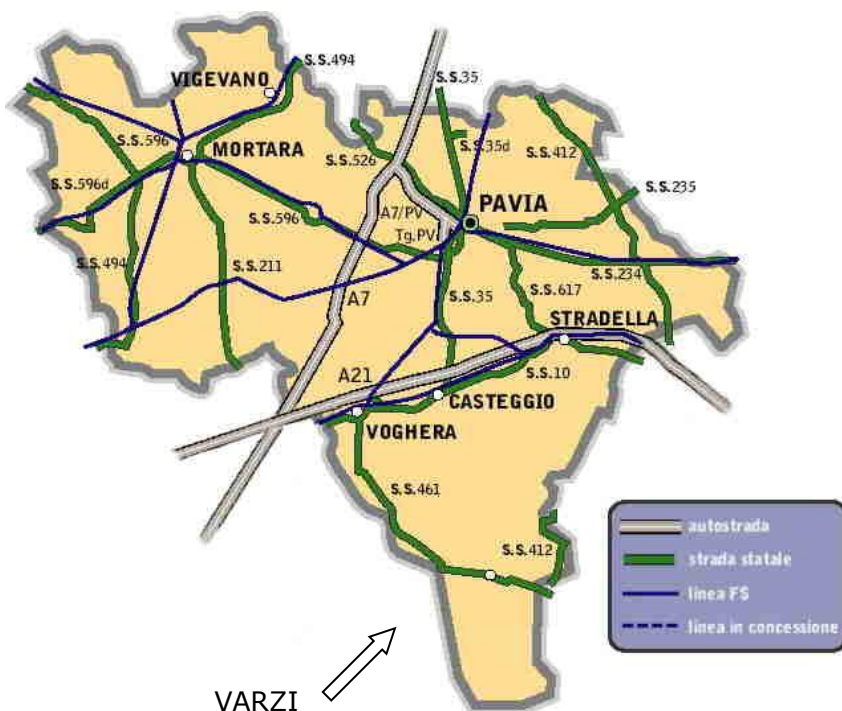 S.S.494
VIGEVANO
S.S.35
S.S.596
MORTARA
S.S.526
S.S.35d
S.S.412
S.S.596d
S.S.235
S.S.596
A7/PV
PAVIA
Tg.PV
S.S.494
S.S.211
S.S.234
A7
S.S.35
S.S.617
STRADELLA
A21
S.S.10
CASTEGGIO
VOGHERA
S.S.461
S.S.412
autostrada
strada statale
linea FS
linea in concessione
VARZI